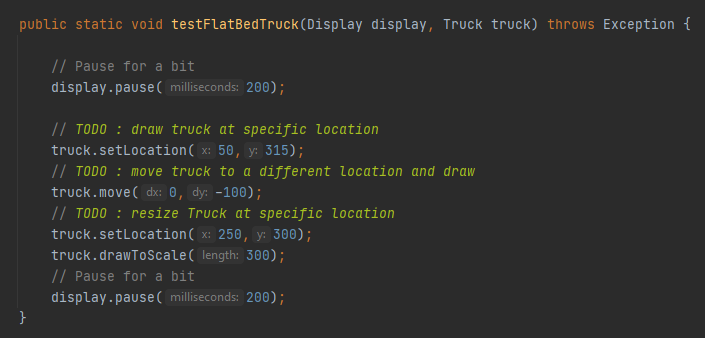 public static void testFlatBedTruck(Display display, Truck truck) throws Exception {
// Pause for a bit
display.pause( milliseconds: 200);
// TODO : draw truck at specific location
truck.setLocation( x: 50, y: 315);
// TODO : move truck to a different location and draw
truck.move( dx: 0, dy: -100);
// TODO : resize Truck at specific location
truck.setLocation( x: 250, y: 300);
truck.drawToScale( length: 300);
// Pause for a bit
display.pause( milliseconds: 200);
}